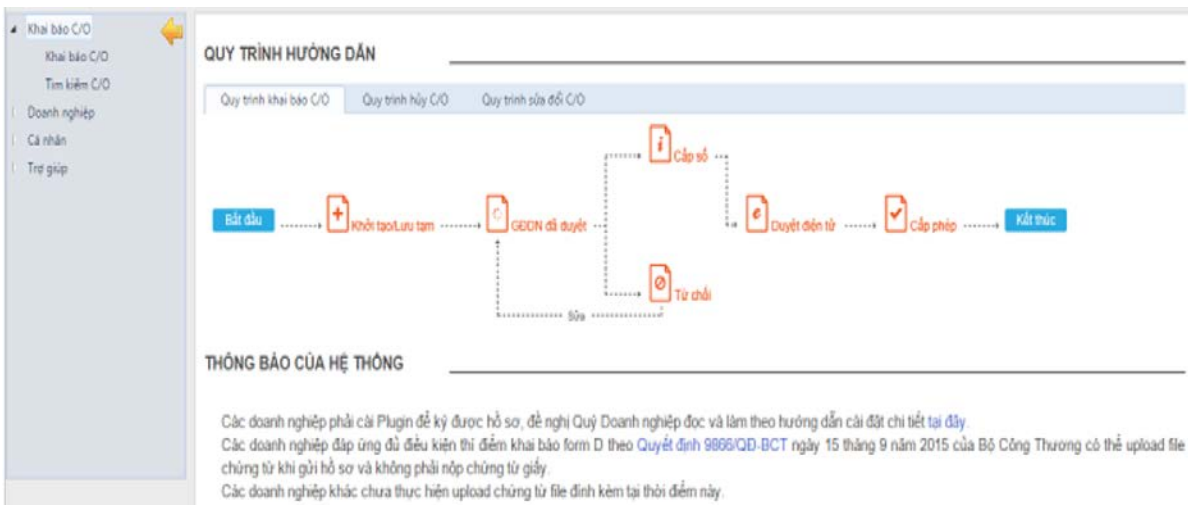 Khai báo C/O
Khai báo C/O
Tìm kiếm C/O
Doanh nghiệp
Cá nhân
Trợ giúp
QUY TRÌNH HƯỚNG DẪN
Quy trình khai báo C/O Quy trình hủy C/O Quy trình sửa đổi C/O
Cấp số
Bắt đầu Khởi tạo/Lưu tạm GĐDN đã duyệt Duyệt điện tử Cấp phép Kết thúc
Từ chối
Sửa
THÔNG BÁO CỦA HỆ THỐNG
Các doanh nghiệp phải cài Plugin để ký được hồ sơ, đề nghị Quý Doanh nghiệp đọc và làm theo hướng dẫn cài đặt chi tiết tại đây.
Các doanh nghiệp đáp ứng đủ điều kiện thí điểm khai báo form D theo Quyết định 9866/QĐ-BCT ngày 15 tháng 9 năm 2015 của Bộ Công Thương có thể upload file
chứng từ khi gửi hồ sơ và không phải nộp chứng từ giấy.
Các doanh nghiệp khác chưa thực hiện upload chứng từ file đính kèm tại thời điểm này.